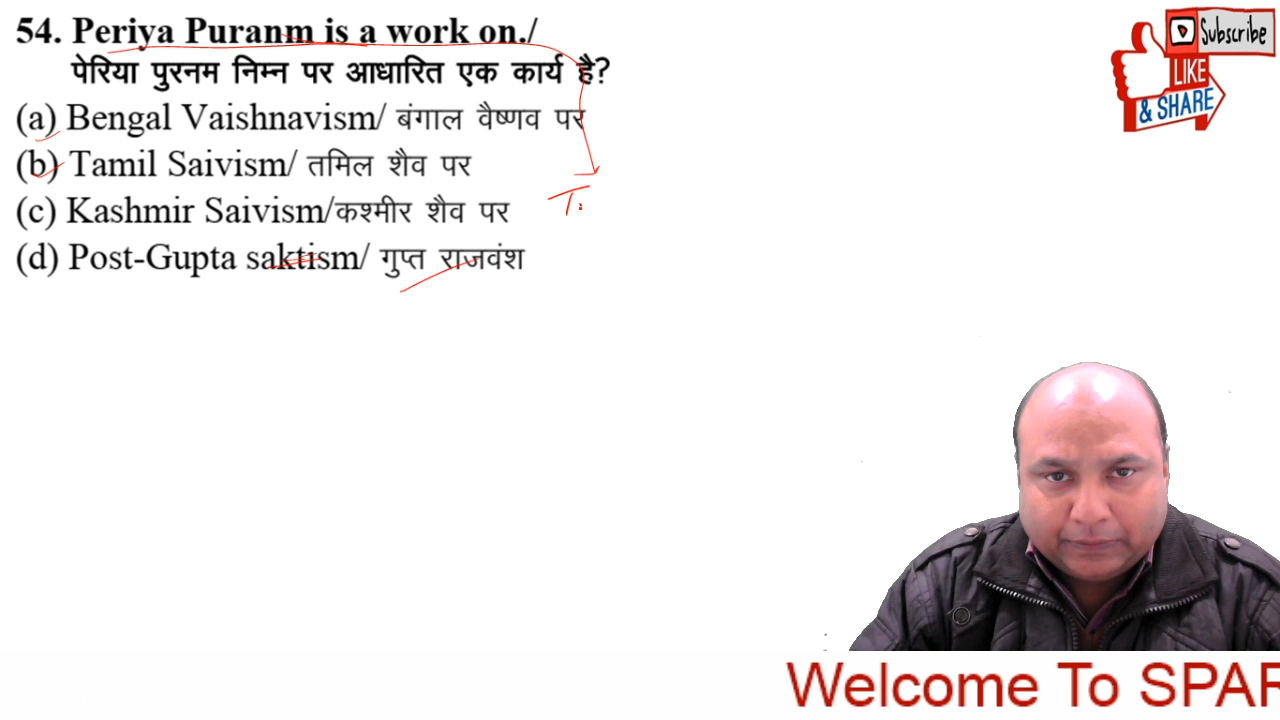 54. Periya Puranm is a work on./
पेरिया पुरनम निम्न पर आधारित एक कार्य है?
(a) Bengal Vaishnavism/ बंगाल वैष्णव पर
(b) Tamil Saivism/ तमिल शैव पर
(c) Kashmir Saivism/कश्मीर शैव पर
(d) Post-Gupta saktism/ गुप्त राजवंश
T.
Subscribe
LIKE
& SHARE
Welcome To SPAR